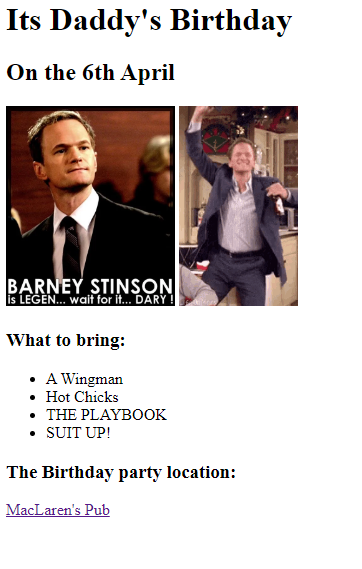 Its Daddy's Birthday
On the 6th April
BARNEY STINSON
is LEGEN... wait for it... DARY !
What to bring:
A Wingman
Hot Chicks
THE PLAYBOOK
SUIT UP!
The Birthday party location:
MacLaren's Pub